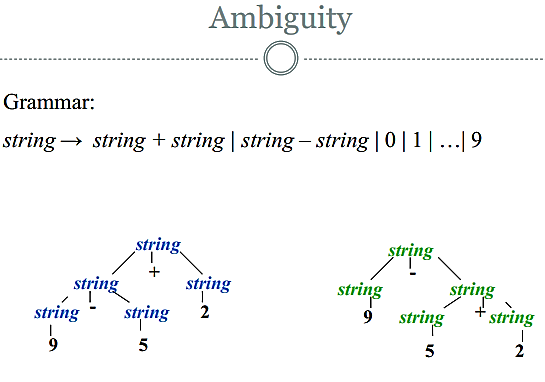 Ambiguity
Grammar:
string → string + string | string – string | 0 | 1 | …| 9
string
+
string
string
-
string
string
2
9
5
string
-
string
string
9
string
+
string
5
2